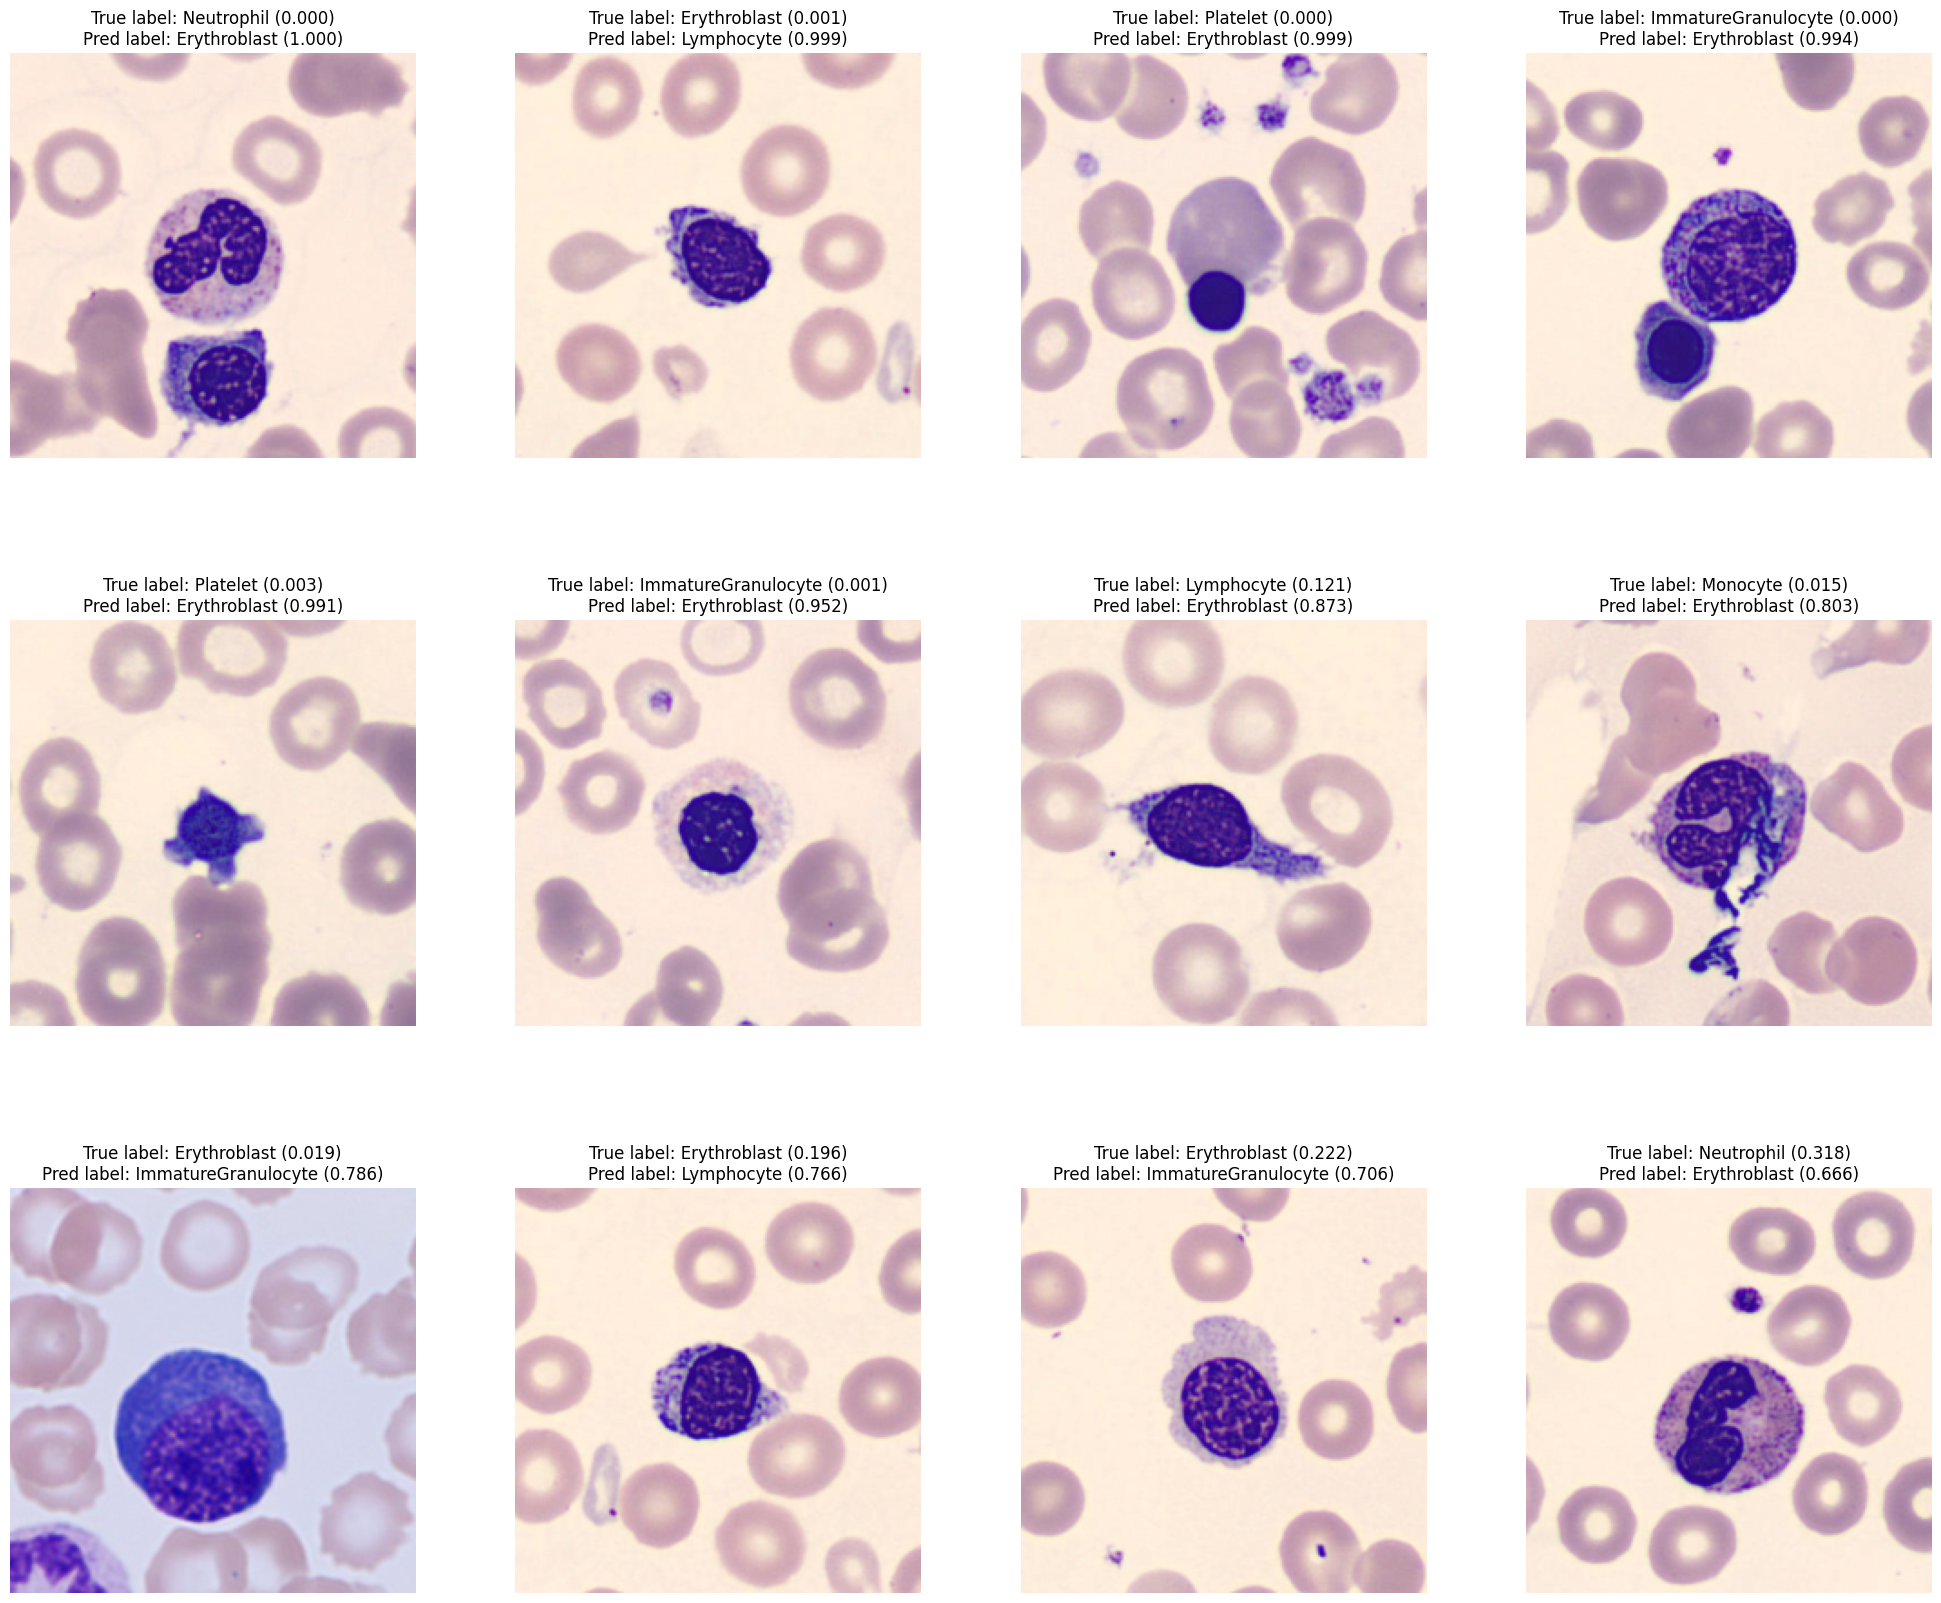 True label: Neutrophil (0.000)
Pred label: Erythroblast (1.000)
True label: Erythroblast (0.001)
Pred label: Lymphocyte (0.999)
True label: Platelet (0.000)
Pred label: Erythroblast (0.999)
True label: ImmatureGranulocyte (0.000)
Pred label: Erythroblast (0.994)
True label: Platelet (0.003)
Pred label: Erythroblast (0.991)
True label: ImmatureGranulocyte (0.001)
Pred label: Erythroblast (0.952)
True label: Lymphocyte (0.121)
Pred label: Erythroblast (0.873)
True label: Monocyte (0.015)
Pred label: Erythroblast (0.803)
True label: Erythroblast (0.019)
Pred label: ImmatureGranulocyte (0.786)
True label: Erythroblast (0.196)
Pred label: Lymphocyte (0.766)
True label: Erythroblast (0.222)
Pred label: ImmatureGranulocyte (0.706)
True label: Neutrophil (0.318)
Pred label: Erythroblast (0.666)